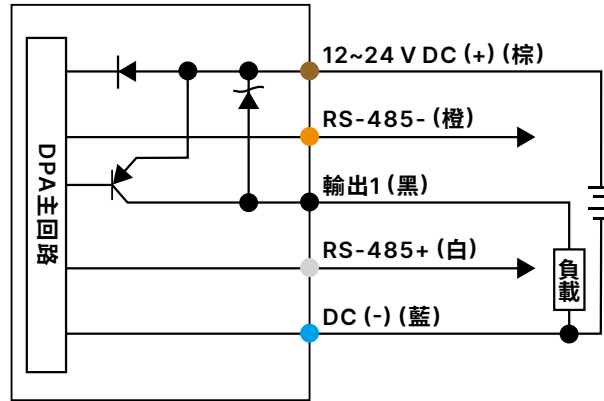 12~24 V DC (+) (棕)
RS-485- (橙)
DPA主回路
輸出1 (黑)
RS-485+ (白)
負載
DC (-) (藍)